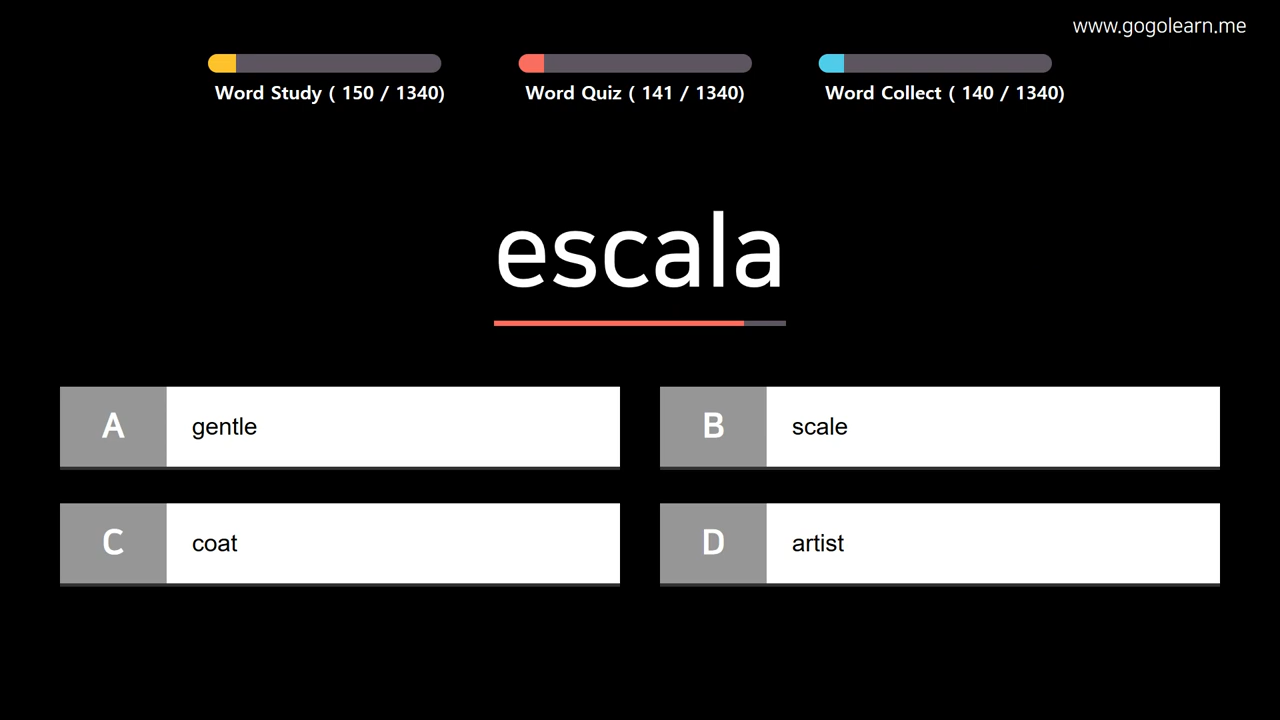 www.gogolearn.me
Word Study ( 150 / 1340)
Word Quiz ( 141 / 1340)
Word Collect ( 140 / 1340)
escala
A gentle
B scale
C coat
D artist